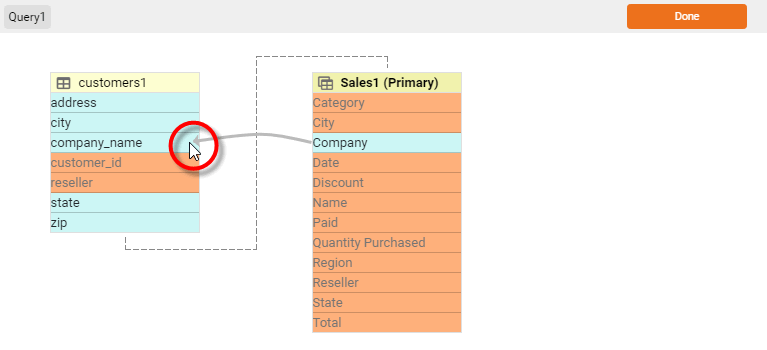 Query1
Done
customers1
address
city
company_name
customer_id
reseller
state
zip
Sales1 (Primary)
Category
City
Company
Date
Discount
Name
Paid
Quantity Purchased
Region
Reseller
State
Total